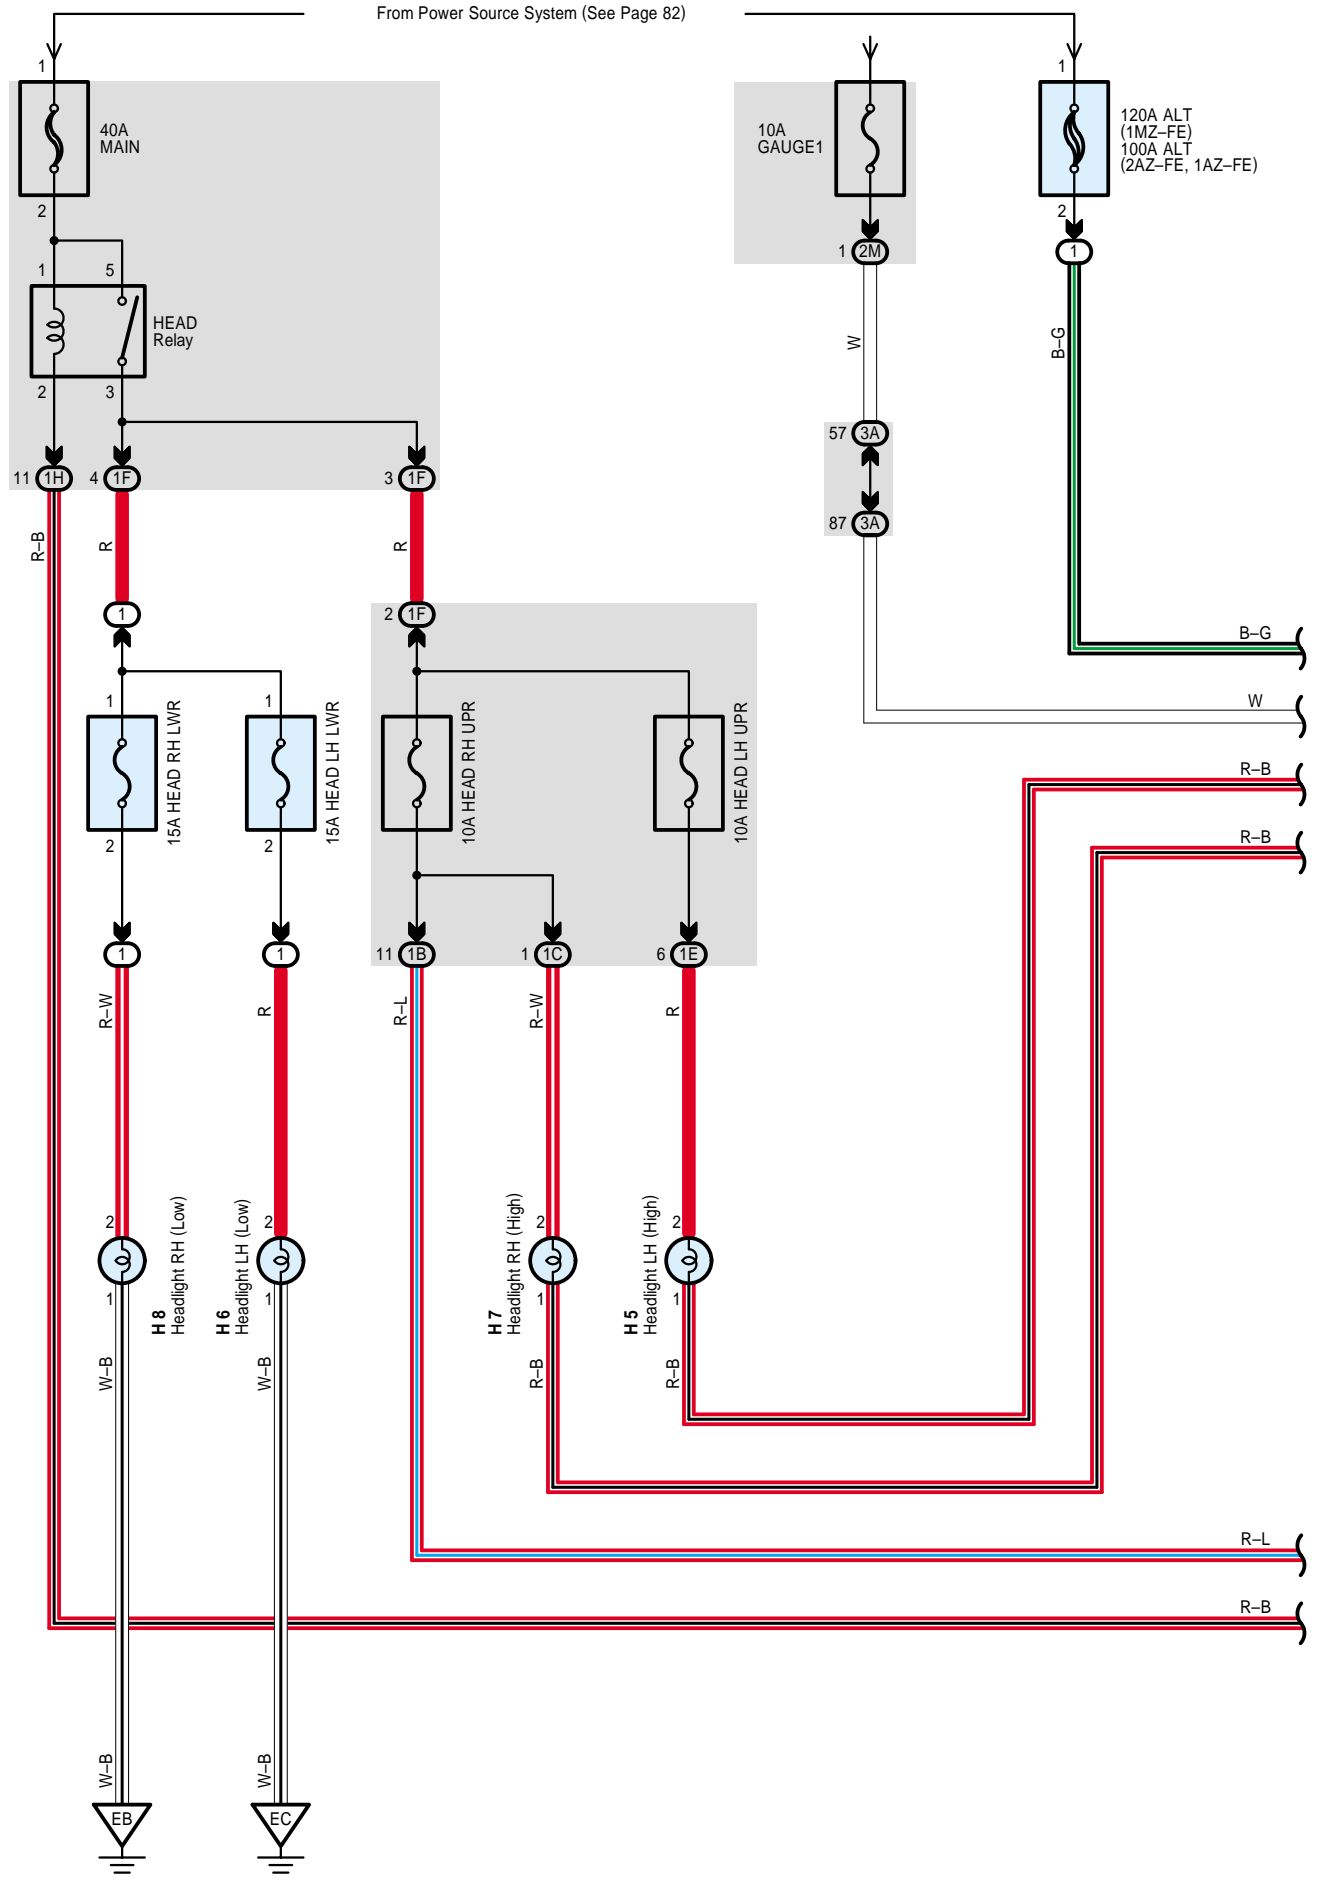 From Power Source System (See Page 82)
1
1
40A
MAIN
10A
GAUGE1
120A ALT
(1MZ–FE)
100A ALT
(2AZ–FE, 1AZ–FE)
2
2
1 2M
1
1 5
HEAD
Relay
W
B–G
2 3
57 3A
11 1H
4 1F
3 1F
87 3A
R–B
R
R
1
2 1F
B–G
1
1
15A HEAD RH LWR
15A HEAD LH LWR
10A HEAD RH UPR
10A HEAD LH UPR
W
R–B
R–B
2
2
1
1
11 1B
1 1C
6 1E
R–W
R
R–L
R–W
R
2
2
2
2
H 8
Headlight RH (Low)
H 6
Headlight LH (Low)
H 7
Headlight RH (High)
H 5
Headlight LH (High)
1
1
1
1
W–B
W–B
R–B
R–B
R–L
R–B
W–B
W–B
EB
EC